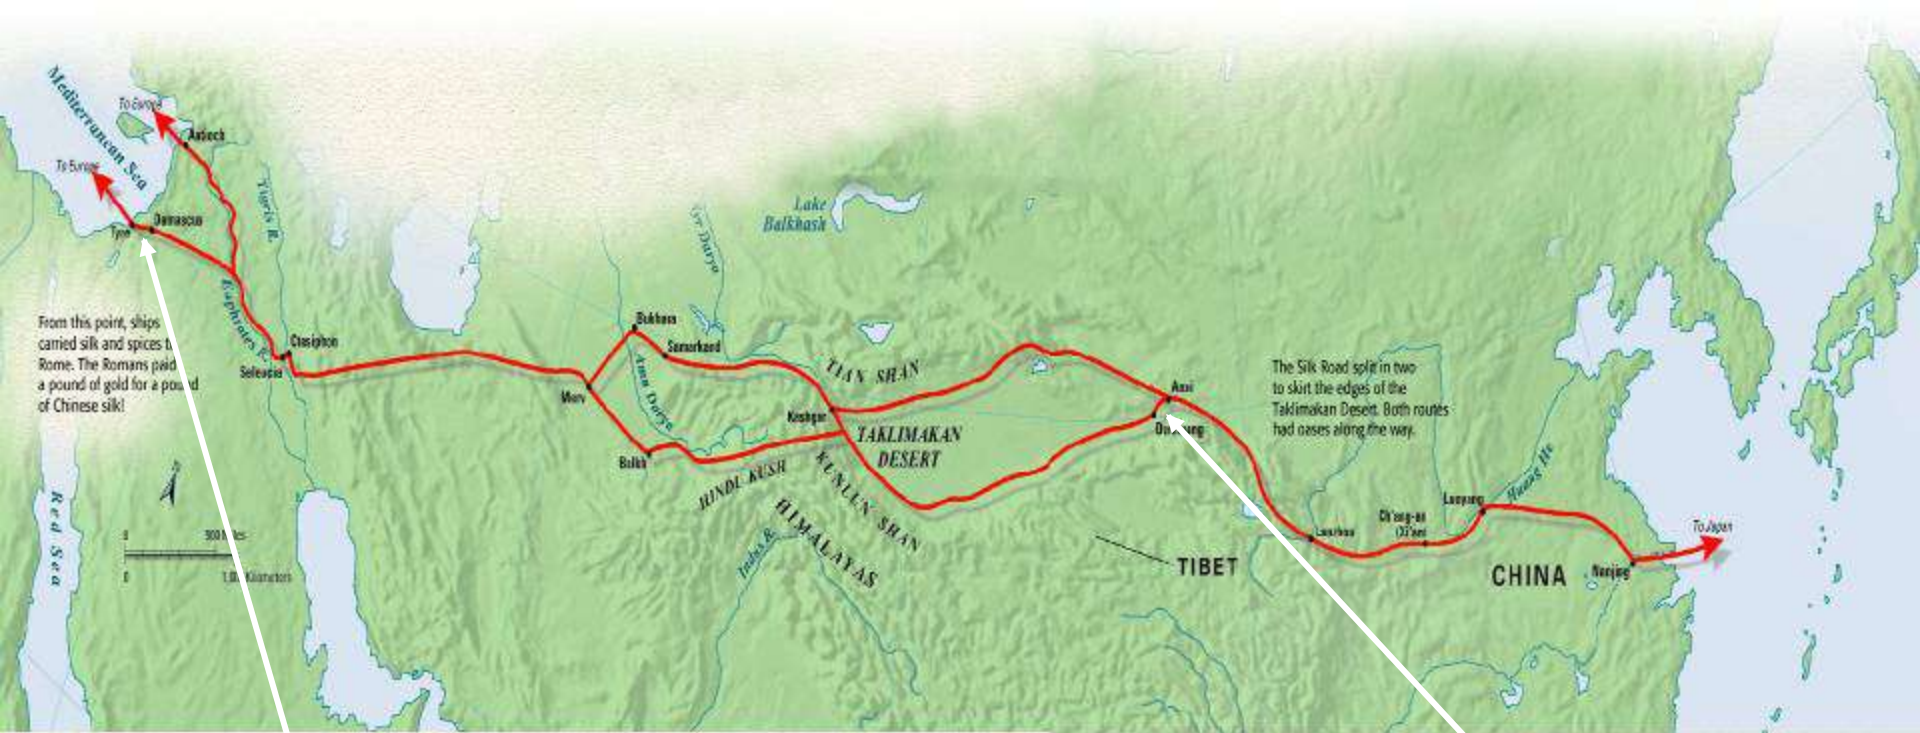 Mediterranean Sea
To Europe
Antioch
To Europe
Damascus
Tyre
Tigris R.
Euphrates R.
Ctesiphon
Seleucia
From this point, ships
carried silk and spices t
Rome. The Romans paid
a pound of gold for a pound
of Chinese silk!
Red Sea
0
0
Lake
Balkhash
yr Darya
Bukhara
Samarkand
Amu Darya
Merv
Balkh
TIAN SHAN
Kashgar
TAKLIMAKAN
DESERT
HINDU KUSH
KUNLUN SHAN
HIMALAYAS
Indus R.
Anxi
The Silk Road split in two
to skirt the edges of the
Taklimakan Desert. Both routes
had oases along the way.
TIBET
Lanzhou
Ch'ang-an
(Xi'an)
Luoyang
Huang He
CHINA
Nanjing
To Japan